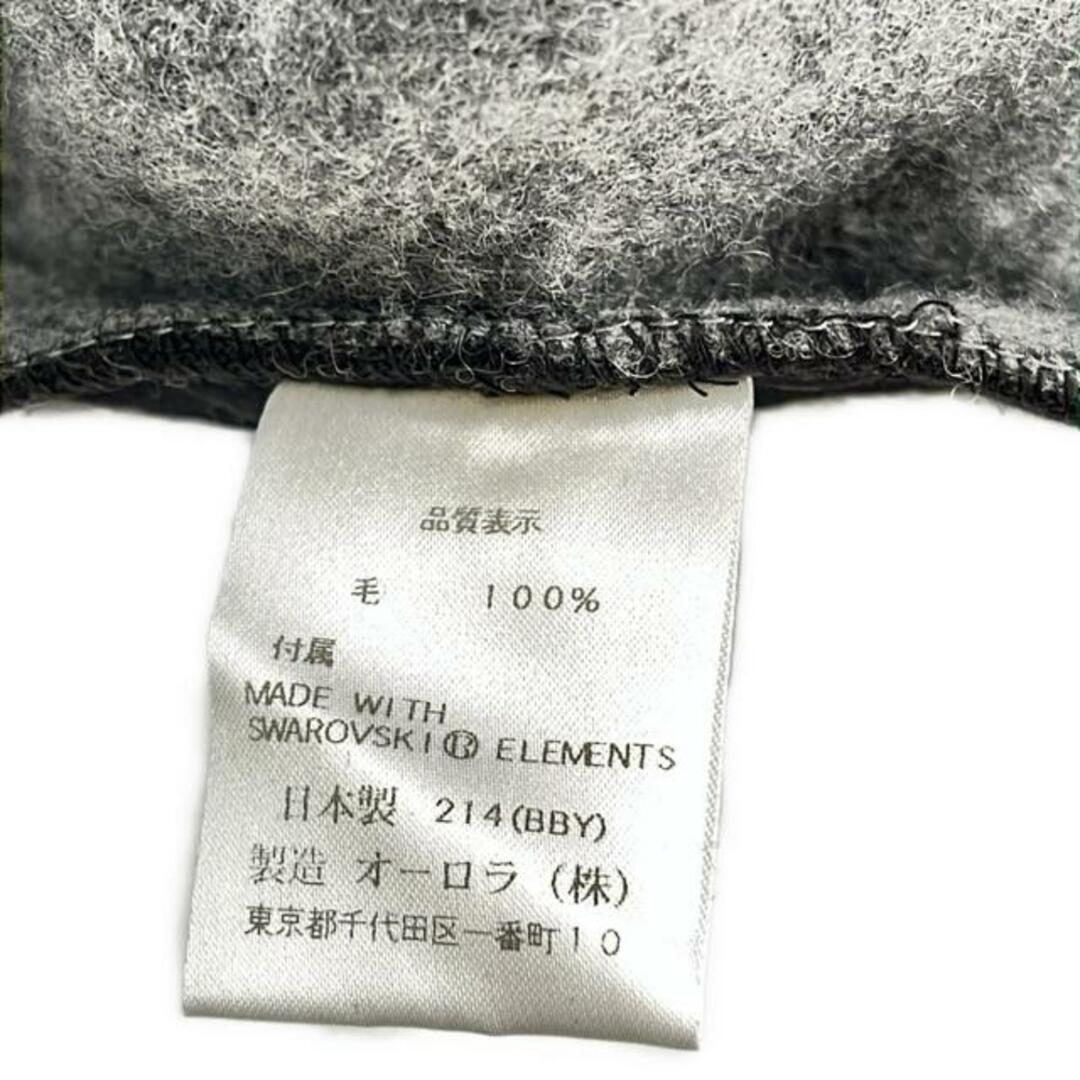 品質表示
毛 100%
付属
MADE WITH
SWAROVSKI® ELEMENTS
日本製 214(BBY)
製造 オーロラ(株)
東京都千代田区一番町10